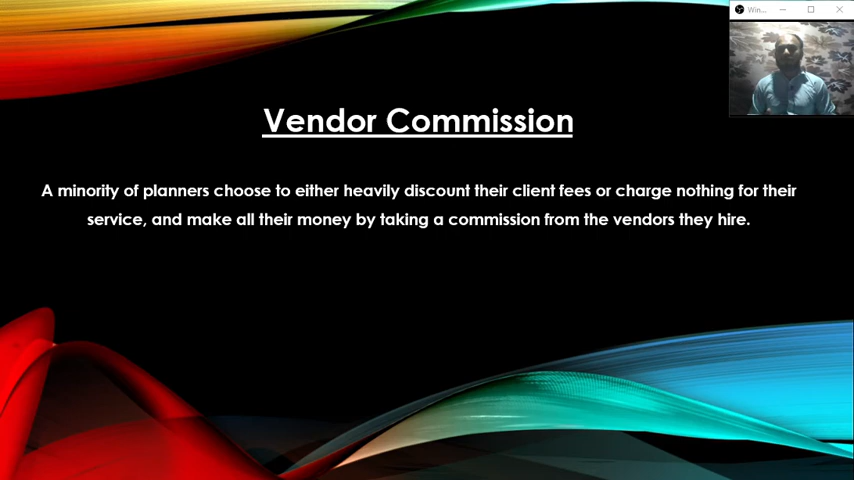 Win...
Vendor Commission
A minority of planners choose to either heavily discount their client fees or charge nothing for their
service, and make all their money by taking a commission from the vendors they hire.